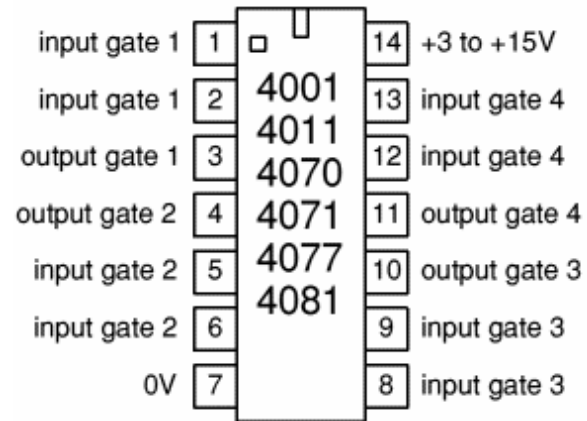 input gate 1 1
input gate 1 2
output gate 1 3
output gate 2 4
input gate 2 5
input gate 2 6
0V 7
4001
4011
4070
4071
4077
4081
14 +3 to +15V
13 input gate 4
12 input gate 4
11 output gate 4
10 output gate 3
9 input gate 3
8 input gate 3